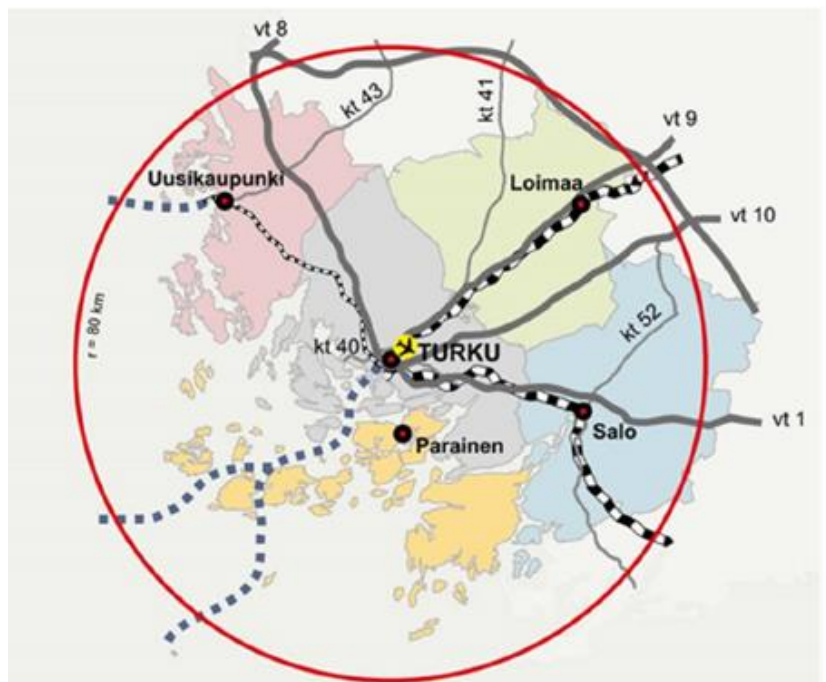 vt 8
kt 43
kt 41
vt 9
Uusikaupunki
Loimaa
vt 10
r = 80 km
kt 52
kt 40
TURKU
vt 1
Salo
Parainen